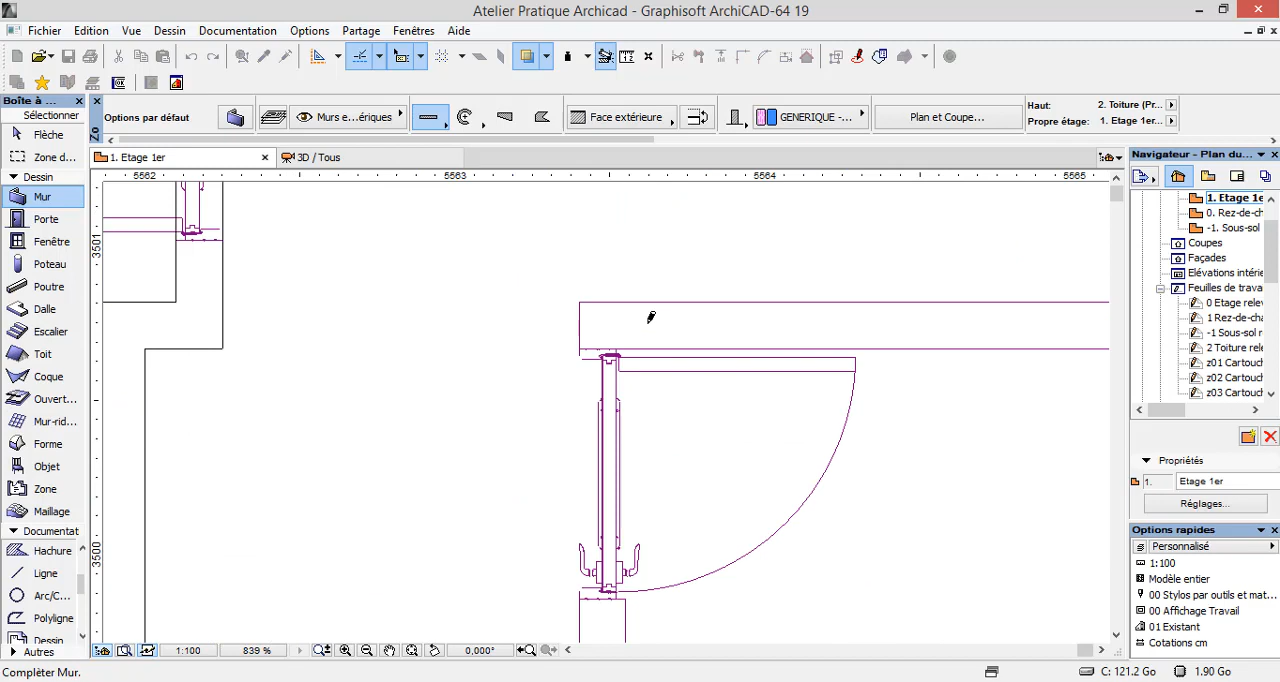 Atelier Pratique Archicad - Graphisoft ArchiCAD-64 19
Fichier Edition Vue Dessin Documentation Options Partage Fenêtres Aide
Boîte à ...
Sélectionner
Flèche
Zone d...
Dessin
Mur
Porte
Fenêtre
Poteau
Poutre
Dalle
Escalier
Toit
Coque
Ouvert...
Mur-rid...
Forme
Objet
Zone
Maillage
Documentat
Hachure
Ligne
Arc/C...
Polyligne
Dessin
Autres
Options par défaut
Murs e...ériques
Face extérieure
GENERIQUE -...
Plan et Coupe...
Haut:
2. Toiture (Pr...
Propre étage:
1. Etage 1er...
1. Etage 1er
3D / Tous
5562 5563 5564 5565
3501
3500
1:100
839 %
0,000°
Navigateur - Plan du...
1. Etage 1e
0. Rez-de-ch
-1. Sous-sol
Coupes
Façades
Elévations intérie
Feuilles de trava
0 Etage relev
1 Rez-de-cha
-1 Sous-sol r
2 Toiture rele
z01 Cartouch
z02 Cartouch
z03 Cartouch
Propriétés
1. Etage 1er
Réglages...
Options rapides
Personnalisé
1:100
Modèle entier
00 Stylos par outils et mat...
00 Affichage Travail
01 Existant
Cotations cm
Compléter Mur.
C: 121.2 Go
1.90 Go